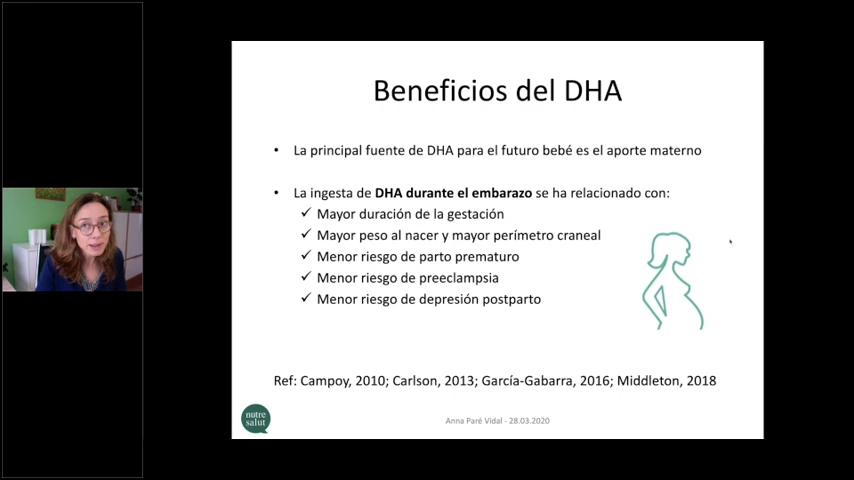 Beneficios del DHA
• La principal fuente de DHA para el futuro bebé es el aporte materno
• La ingesta de DHA durante el embarazo se ha relacionado con:
✓ Mayor duración de la gestación
✓ Mayor peso al nacer y mayor perímetro craneal
✓ Menor riesgo de parto prematuro
✓ Menor riesgo de preeclampsia
✓ Menor riesgo de depresión postparto
Ref: Campoy, 2010; Carlson, 2013; García-Gabarra, 2016; Middleton, 2018
nutre
salut
Anna Paré Vidal - 28.03.2020